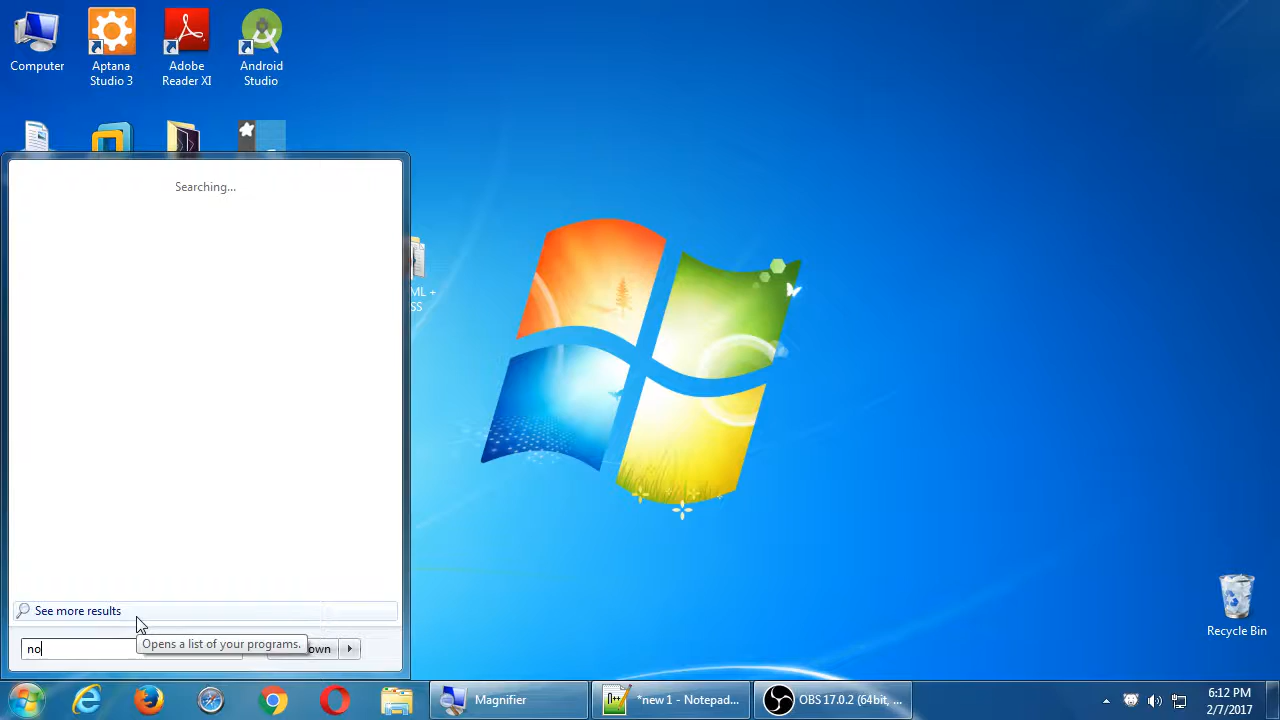 Computer
Aptana
Studio 3
Adobe
Reader XI
Android
Studio
Searching...
ML +
SS
See more results
Opens a list of your programs.
no
own
Recycle Bin
Magnifier
*new 1 - Notepad...
OBS 17.0.2 (64bit, ...
6:12 PM
2/7/2017